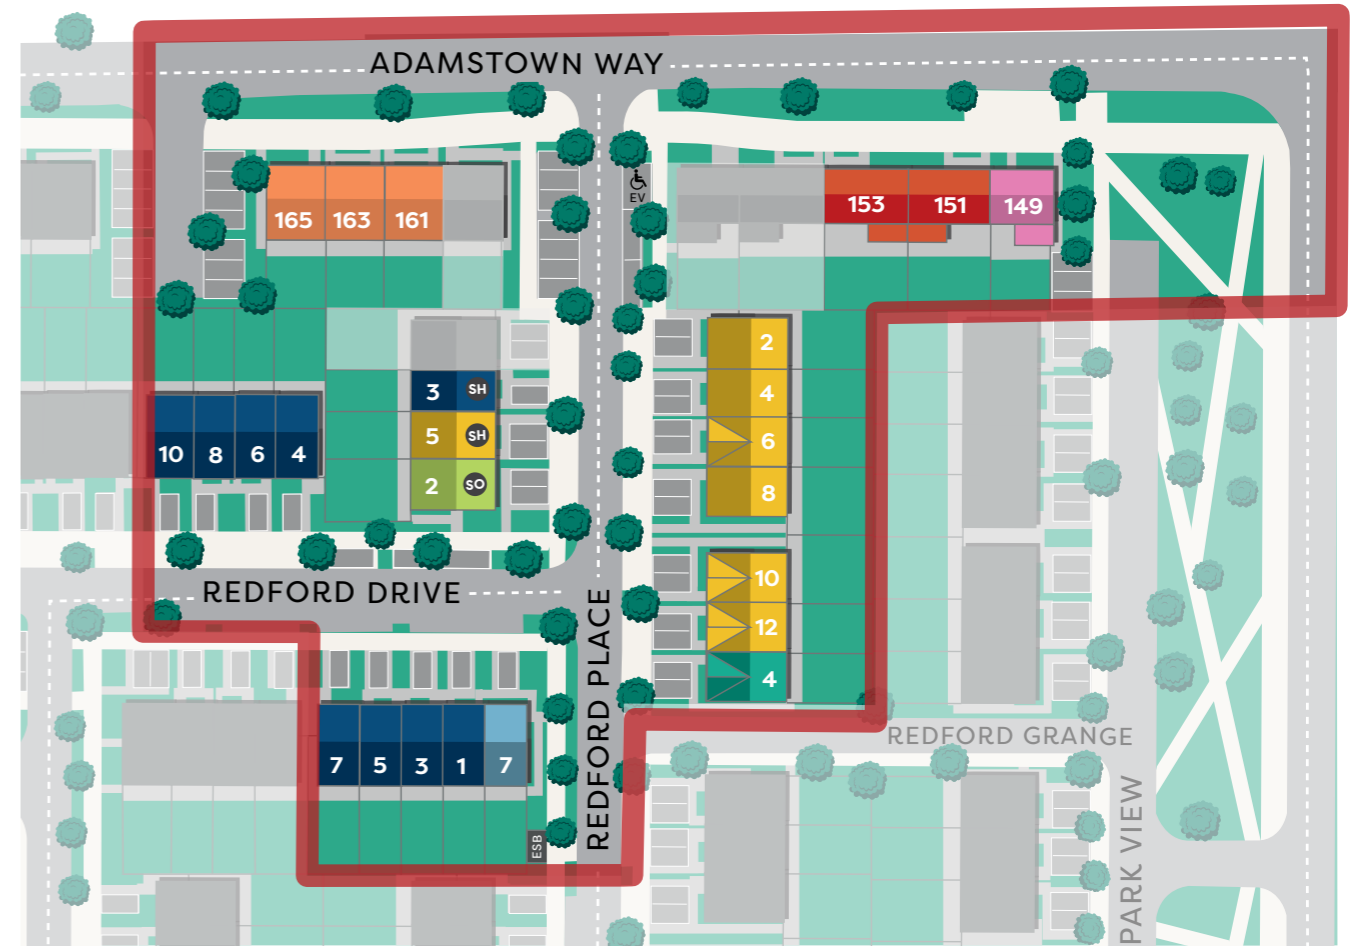 ADAMSTOWN WAY
EV
165 163 161
153 151 149
2
4
6
8
3 SH
5 SH
2 SO
10 8 6 4
10
12
4
REDFORD DRIVE
REDFORD PLACE
7 5 3 1 7
ESB
REDFORD GRANGE
PARK VIEW